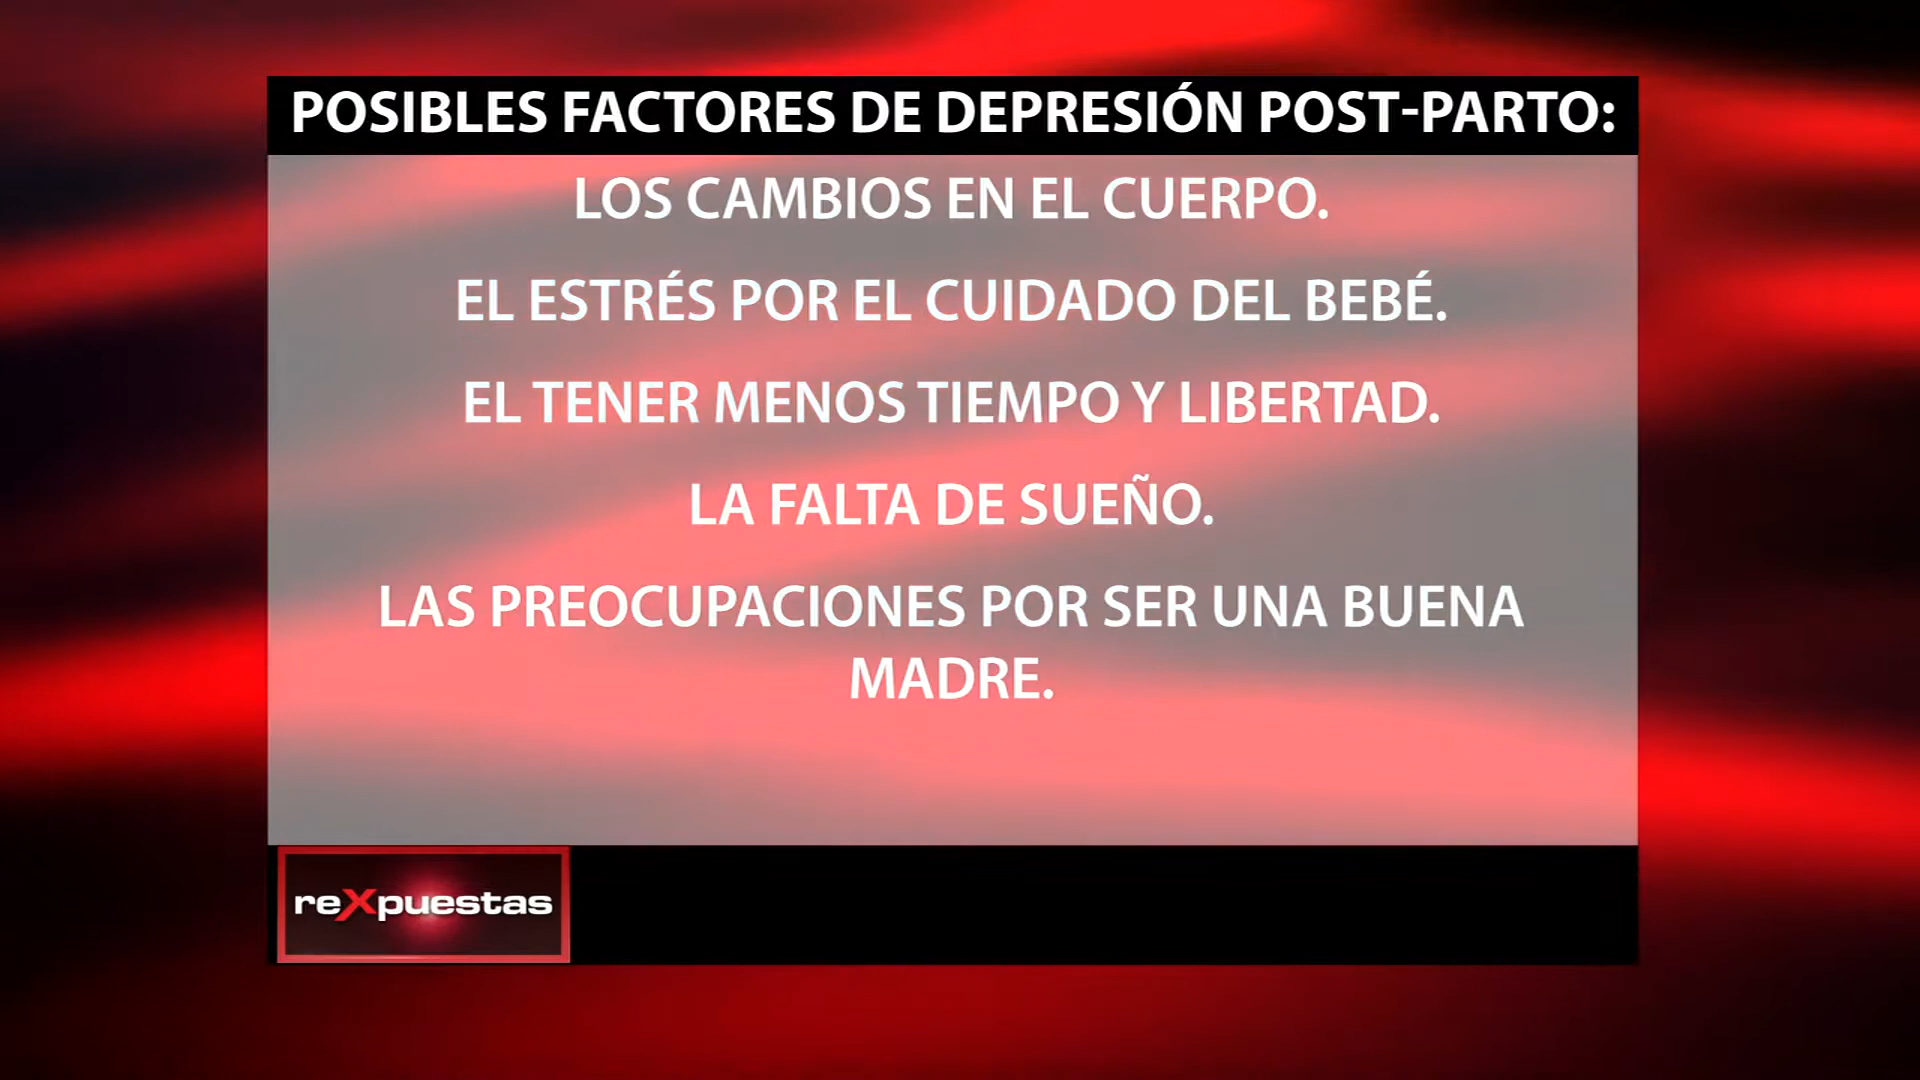 POSIBLES FACTORES DE DEPRESIÓN POST-PARTO:
LOS CAMBIOS EN EL CUERPO.
EL ESTRÉS POR EL CUIDADO DEL BEBÉ.
EL TENER MENOS TIEMPO Y LIBERTAD.
LA FALTA DE SUEÑO.
LAS PREOCUPACIONES POR SER UNA BUENA
MADRE.
reXpuestas